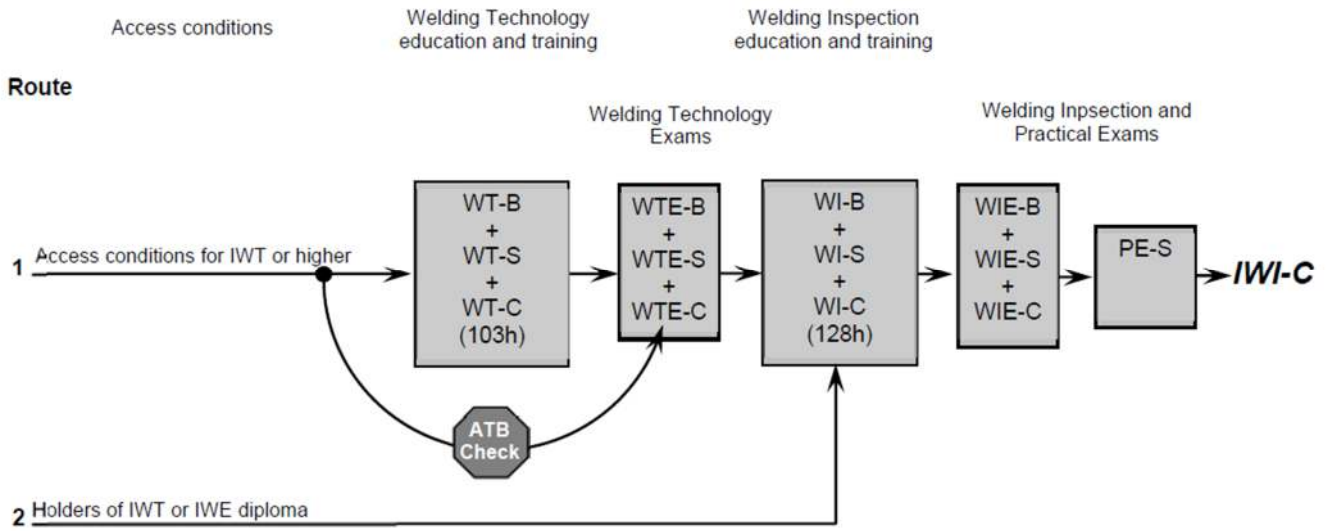 Access conditions
Welding Technology
education and training
Welding Inspection
education and training
Route
Welding Technology
Exams
Welding Inpsection and
Practical Exams
1 Access conditions for IWT or higher
WT-B
+
WT-S
+
WT-C
(103h)
WTE-B
+
WTE-S
+
WTE-C
WI-B
+
WI-S
+
WI-C
(128h)
WIE-B
+
WIE-S
+
WIE-C
PE-S
IWI-C
ATB
Check
2 Holders of IWT or IWE diploma